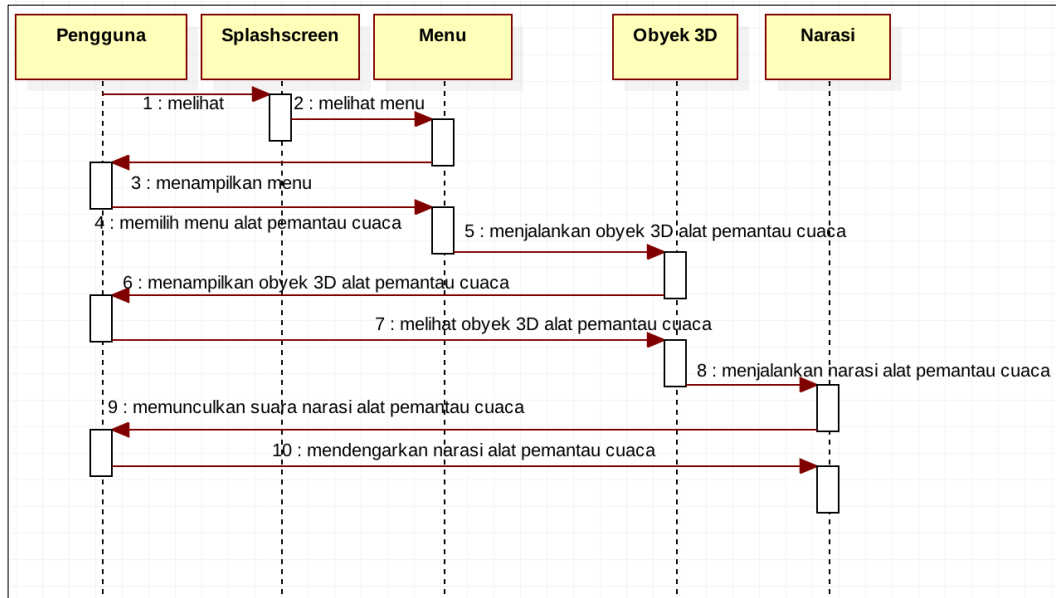 Pengguna
Splashscreen
Menu
Obyek 3D
Narasi
1 : melihat
2 : melihat menu
3 : menampilkan menu
4 : memilih menu alat pemantau cuaca
5 : menjalankan obyek 3D alat pemantau cuaca
6 : menampilkan obyek 3D alat pemantau cuaca
7 : melihat obyek 3D alat pemantau cuaca
8 : menjalankan narasi alat pemantau cuaca
9 : memunculkan suara narasi alat pemantau cuaca
10 : mendengarkan narasi alat pemantau cuaca